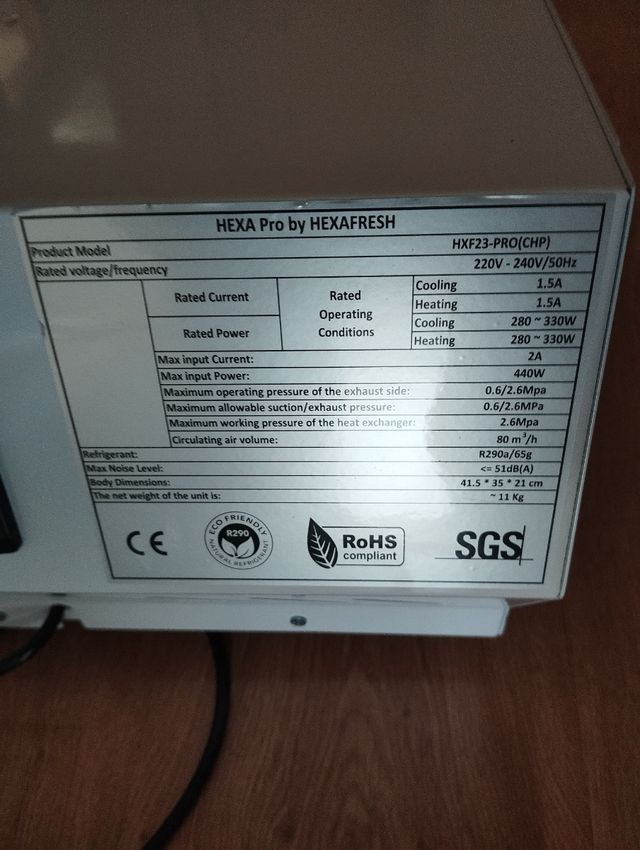 HEXA Pro by HEXAFRESH
Product Model HXF23-PRO(CHP)
Rated voltage/frequency 220V - 240V/50Hz
Rated Current Rated Operating Conditions Cooling 1.5A
Heating 1.5A
Rated Power Cooling 280 ~ 330W
Heating 280 ~ 330W
Max input Current: 2A
Max input Power: 440W
Maximum operating pressure of the exhaust side: 0.6/2.6Mpa
Maximum allowable suction/exhaust pressure: 0.6/2.6MPa
Maximum working pressure of the heat exchanger: 2.6Mpa
Circulating air volume: 80 m³/h
Refrigerant: R290a/65g
Max Noise Level: <= 51dB(A)
Body Dimensions: 41.5 * 35 * 21 cm
The net weight of the unit is: ~ 11 Kg
CE
ECO FRIENDLY
R290
NATURAL REFRIGERANT
RoHS
compliant
SGS